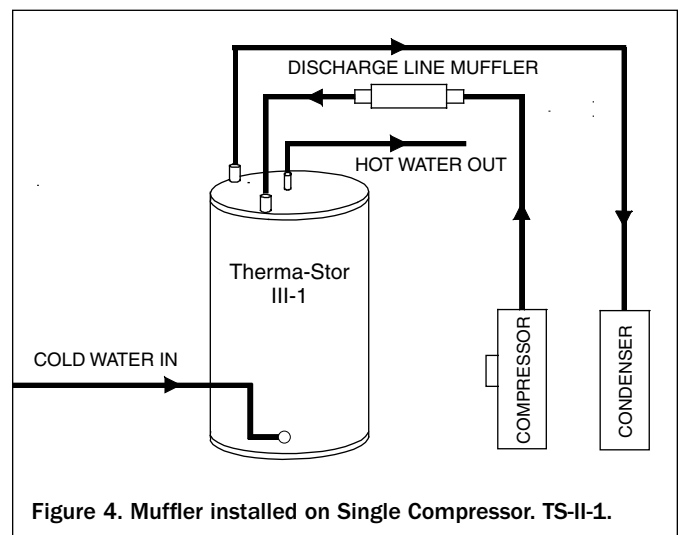 DISCHARGE LINE MUFFLER
HOT WATER OUT
Therma-Stor
III-1
COLD WATER IN
COMPRESSOR
CONDENSER
Figure 4. Muffler installed on Single Compressor. TS-II-1.